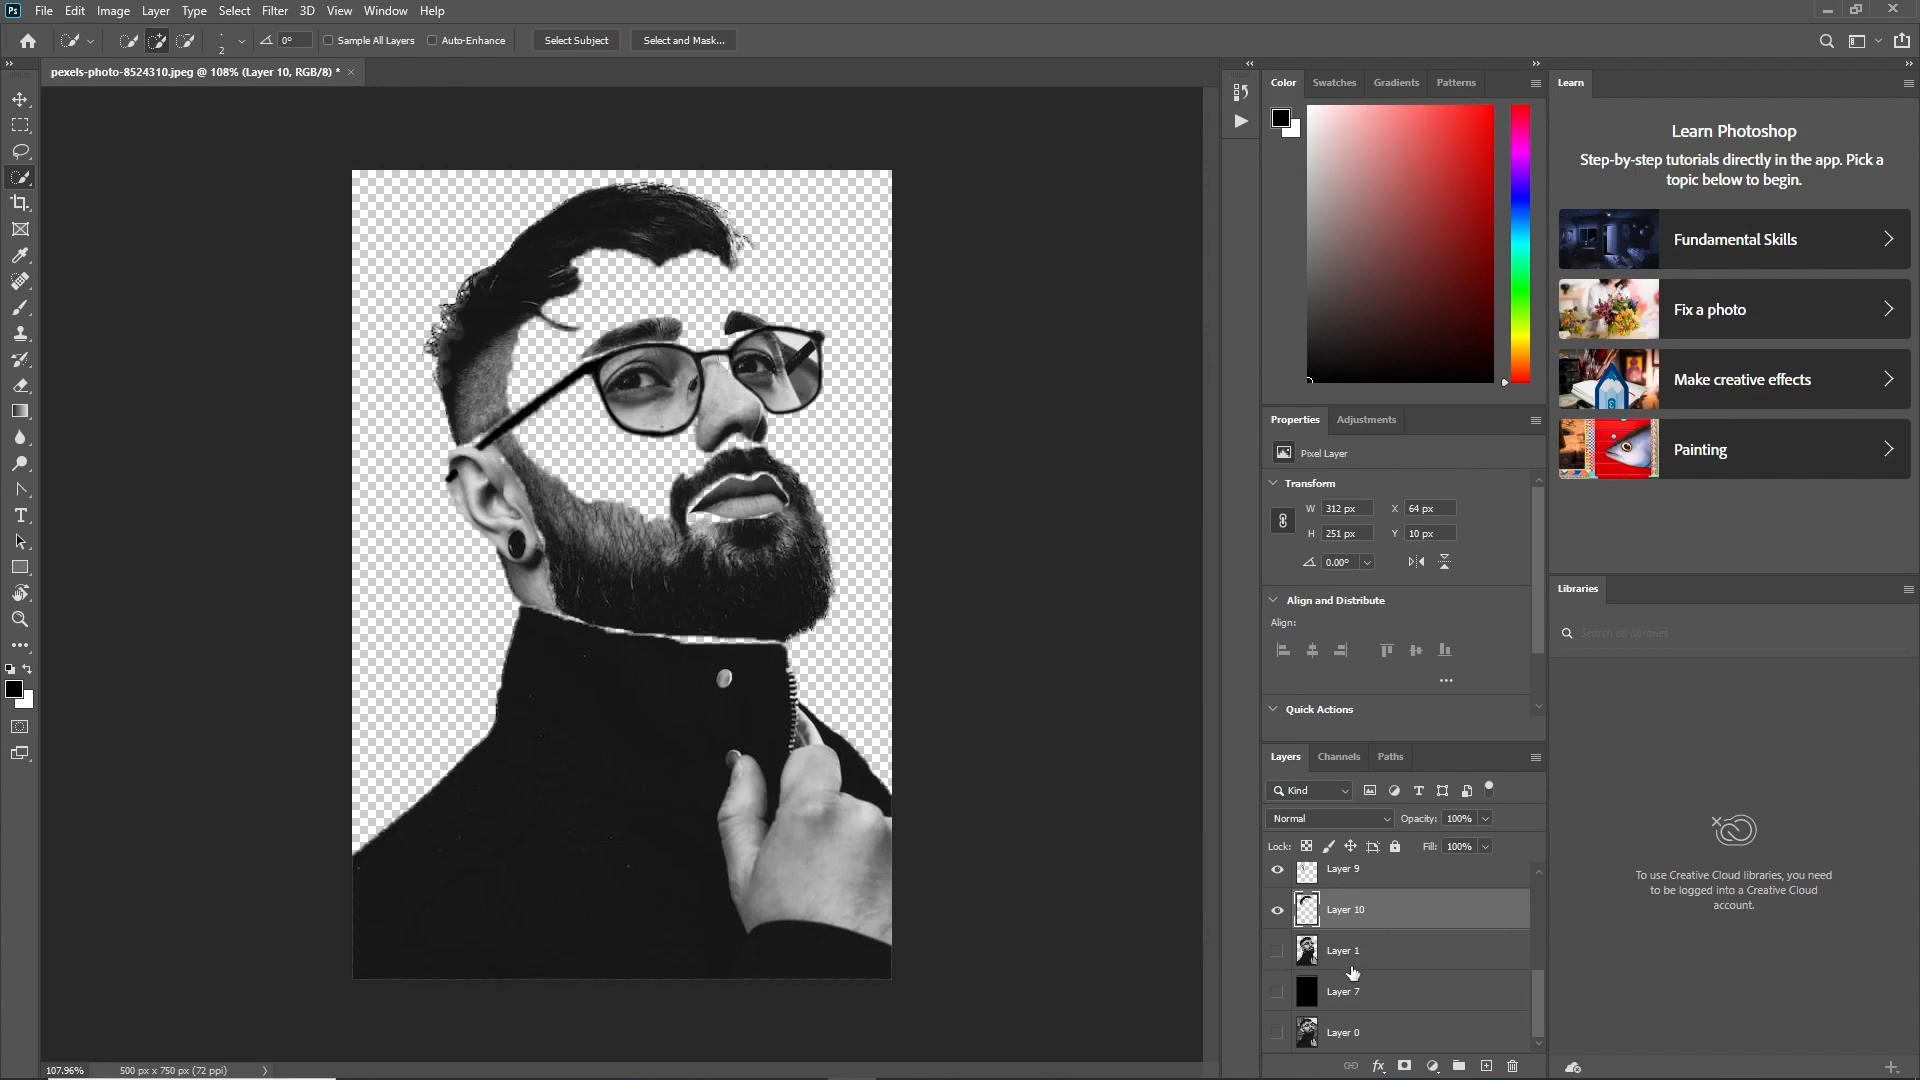 Ps File Edit Image Layer Type Select Filter 3D View Window Help
2 0° Sample All Layers Auto-Enhance Select Subject Select and Mask...
pexels-photo-8524310.jpeg @ 108% (Layer 10, RGB/8) *
Color Swatches Gradients Patterns
Learn
Learn Photoshop
Step-by-step tutorials directly in the app. Pick a
topic below to begin.
Fundamental Skills
Fix a photo
Make creative effects
Painting
Properties Adjustments
Pixel Layer
Transform
W 312 px X 64 px
H 251 px Y 10 px
0.00°
Align and Distribute
Align:
Quick Actions
Layers Channels Paths
Kind
Normal Opacity: 100%
Lock: Fill: 100%
Layer 9
Layer 10
Layer 1
Layer 7
Layer 0
Libraries
Search all libraries
To use Creative Cloud libraries, you need
to be logged into a Creative Cloud
account.
107.96% 500 px x 750 px (72 ppi)